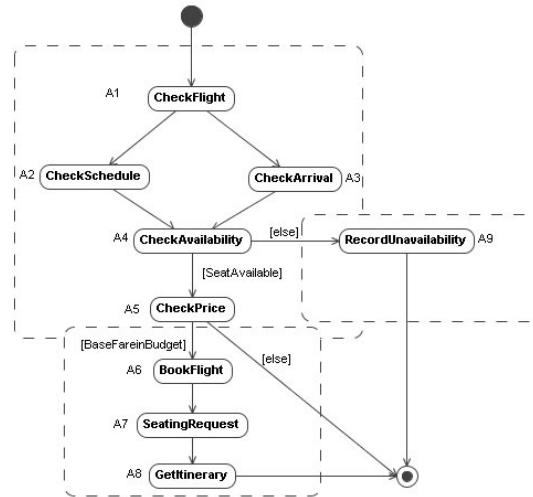 A1
CheckFlight
A2 CheckSchedule
CheckArrival A3
A4 CheckAvailability [else] RecordUnavailability A9
[SeatAvailable]
A5 CheckPrice
[BaseFareinBudget] [else]
A6 BookFlight
A7 SeatingRequest
A8 GetItinerary